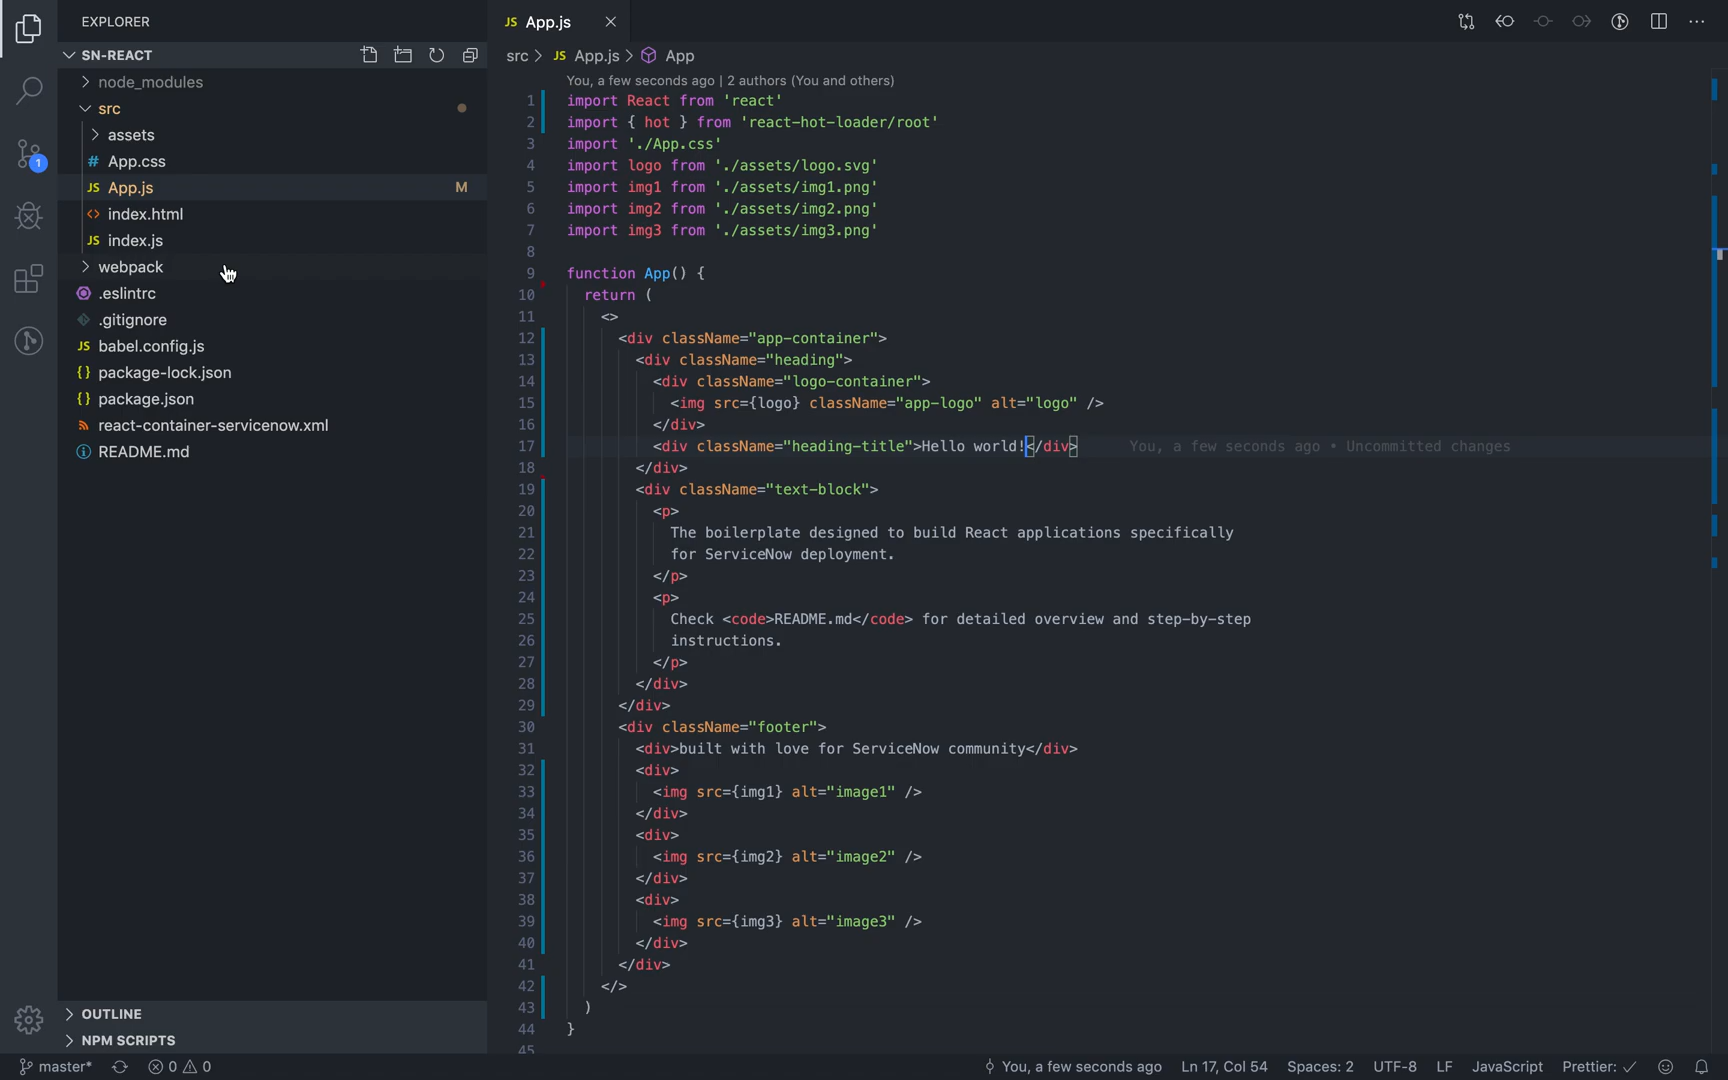 EXPLORER
SN-REACT
node_modules
src
assets
# App.css
JS App.js M
<> index.html
JS index.js
webpack
.eslintrc
.gitignore
JS babel.config.js
{} package-lock.json
{} package.json
react-container-servicenow.xml
README.md
OUTLINE
NPM SCRIPTS
1
JS App.js
src > JS App.js > App
You, a few seconds ago | 2 authors (You and others)
1 import React from 'react'
2 import { hot } from 'react-hot-loader/root'
3 import './App.css'
4 import logo from './assets/logo.svg'
5 import img1 from './assets/img1.png'
6 import img2 from './assets/img2.png'
7 import img3 from './assets/img3.png'
8
9 function App() {
10 return (
11 <>
12 <div className="app-container">
13 <div className="heading">
14 <div className="logo-container">
15 <img src={logo} className="app-logo" alt="logo" />
16 </div>
17 <div className="heading-title">Hello world!</div> You, a few seconds ago • Uncommitted changes
18 </div>
19 <div className="text-block">
20 <p>
21 The boilerplate designed to build React applications specifically
22 for ServiceNow deployment.
23 </p>
24 <p>
25 Check <code>README.md</code> for detailed overview and step-by-step
26 instructions.
27 </p>
28 </div>
29 </div>
30 <div className="footer">
31 <div>built with love for ServiceNow community</div>
32 <div>
33 <img src={img1} alt="image1" />
34 </div>
35 <div>
36 <img src={img2} alt="image2" />
37 </div>
38 <div>
39 <img src={img3} alt="image3" />
40 </div>
41 </div>
42 </>
43 )
44 }
45
master* 0 0 You, a few seconds ago Ln 17, Col 54 Spaces: 2 UTF-8 LF JavaScript Prettier: ✓